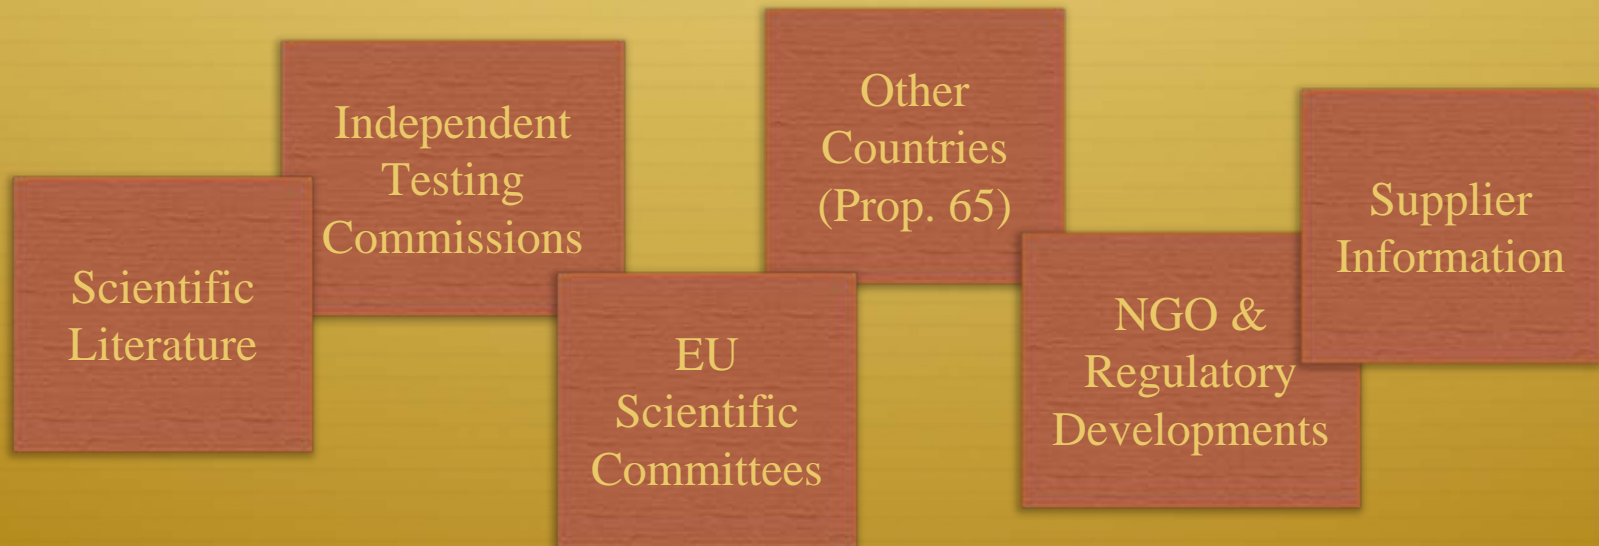 Scientific
Literature
Independent
Testing
Commissions
EU
Scientific
Committees
Other
Countries
(Prop. 65)
NGO &
Regulatory
Developments
Supplier
Information